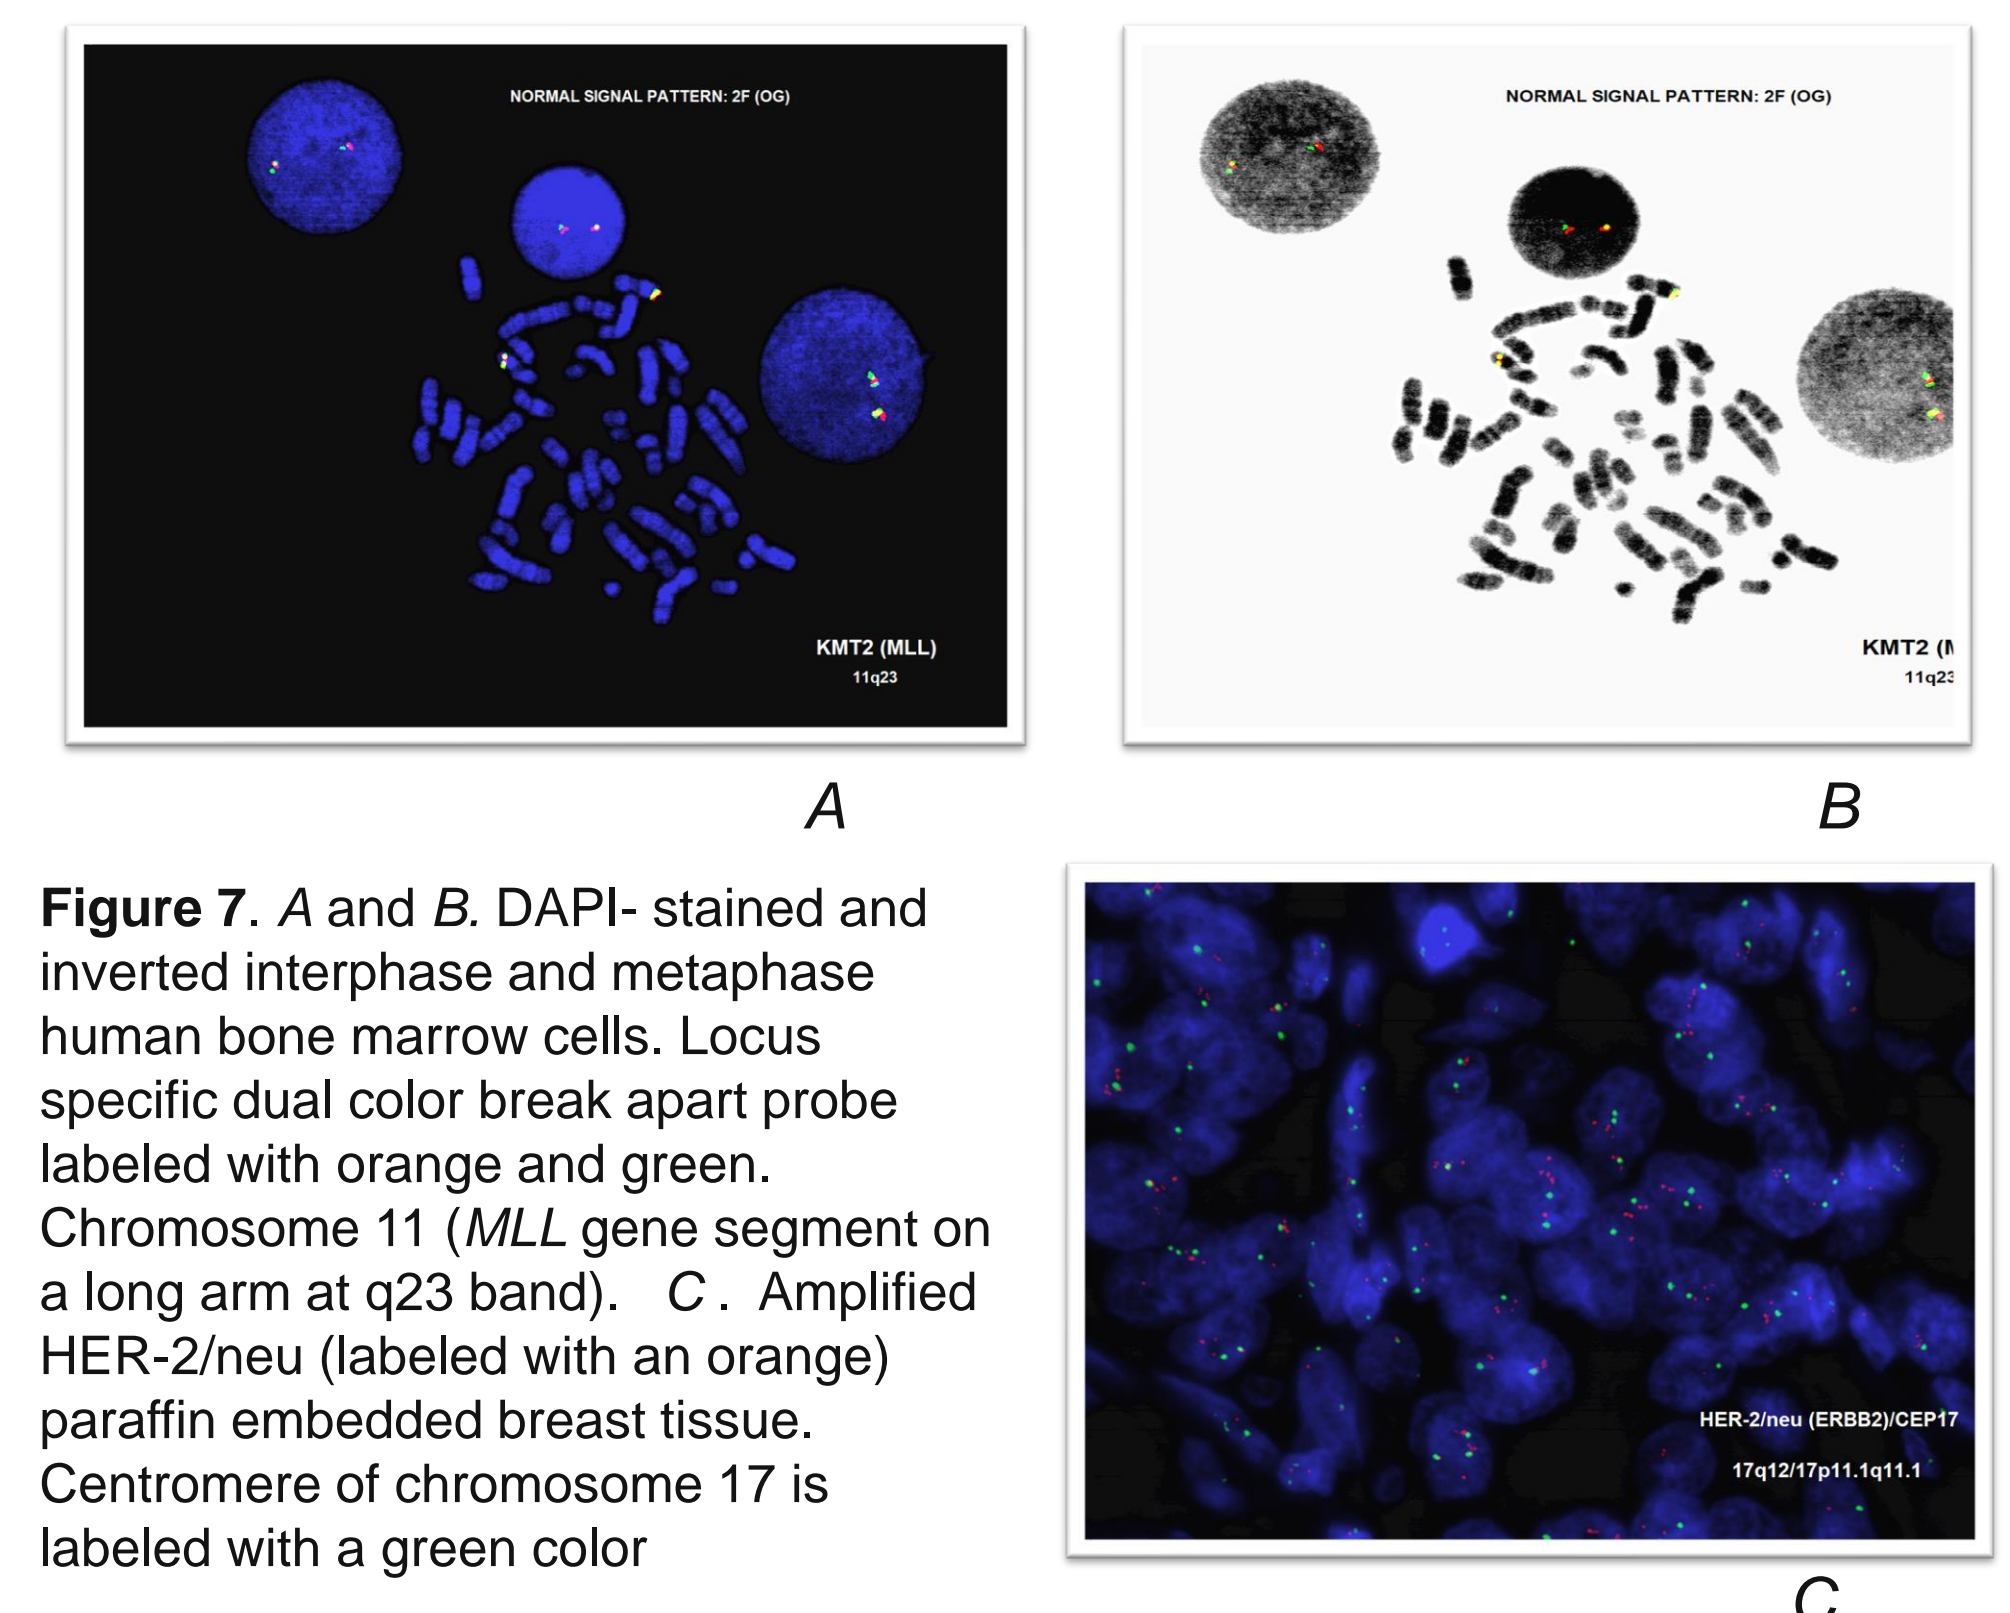 NORMAL SIGNAL PATTERN: 2F (OG)
KMT2 (MLL)
11q23
A
NORMAL SIGNAL PATTERN: 2F (OG)
KMT2 (M
11q23
B
Figure 7. A and B. DAPI- stained and
inverted interphase and metaphase
human bone marrow cells. Locus
specific dual color break apart probe
labeled with orange and green.
Chromosome 11 (MLL gene segment on
a long arm at q23 band). C . Amplified
HER-2/neu (labeled with an orange)
paraffin embedded breast tissue.
Centromere of chromosome 17 is
labeled with a green color
HER-2/neu (ERBB2)/CEP17
17q12/17p11.1q11.1
C